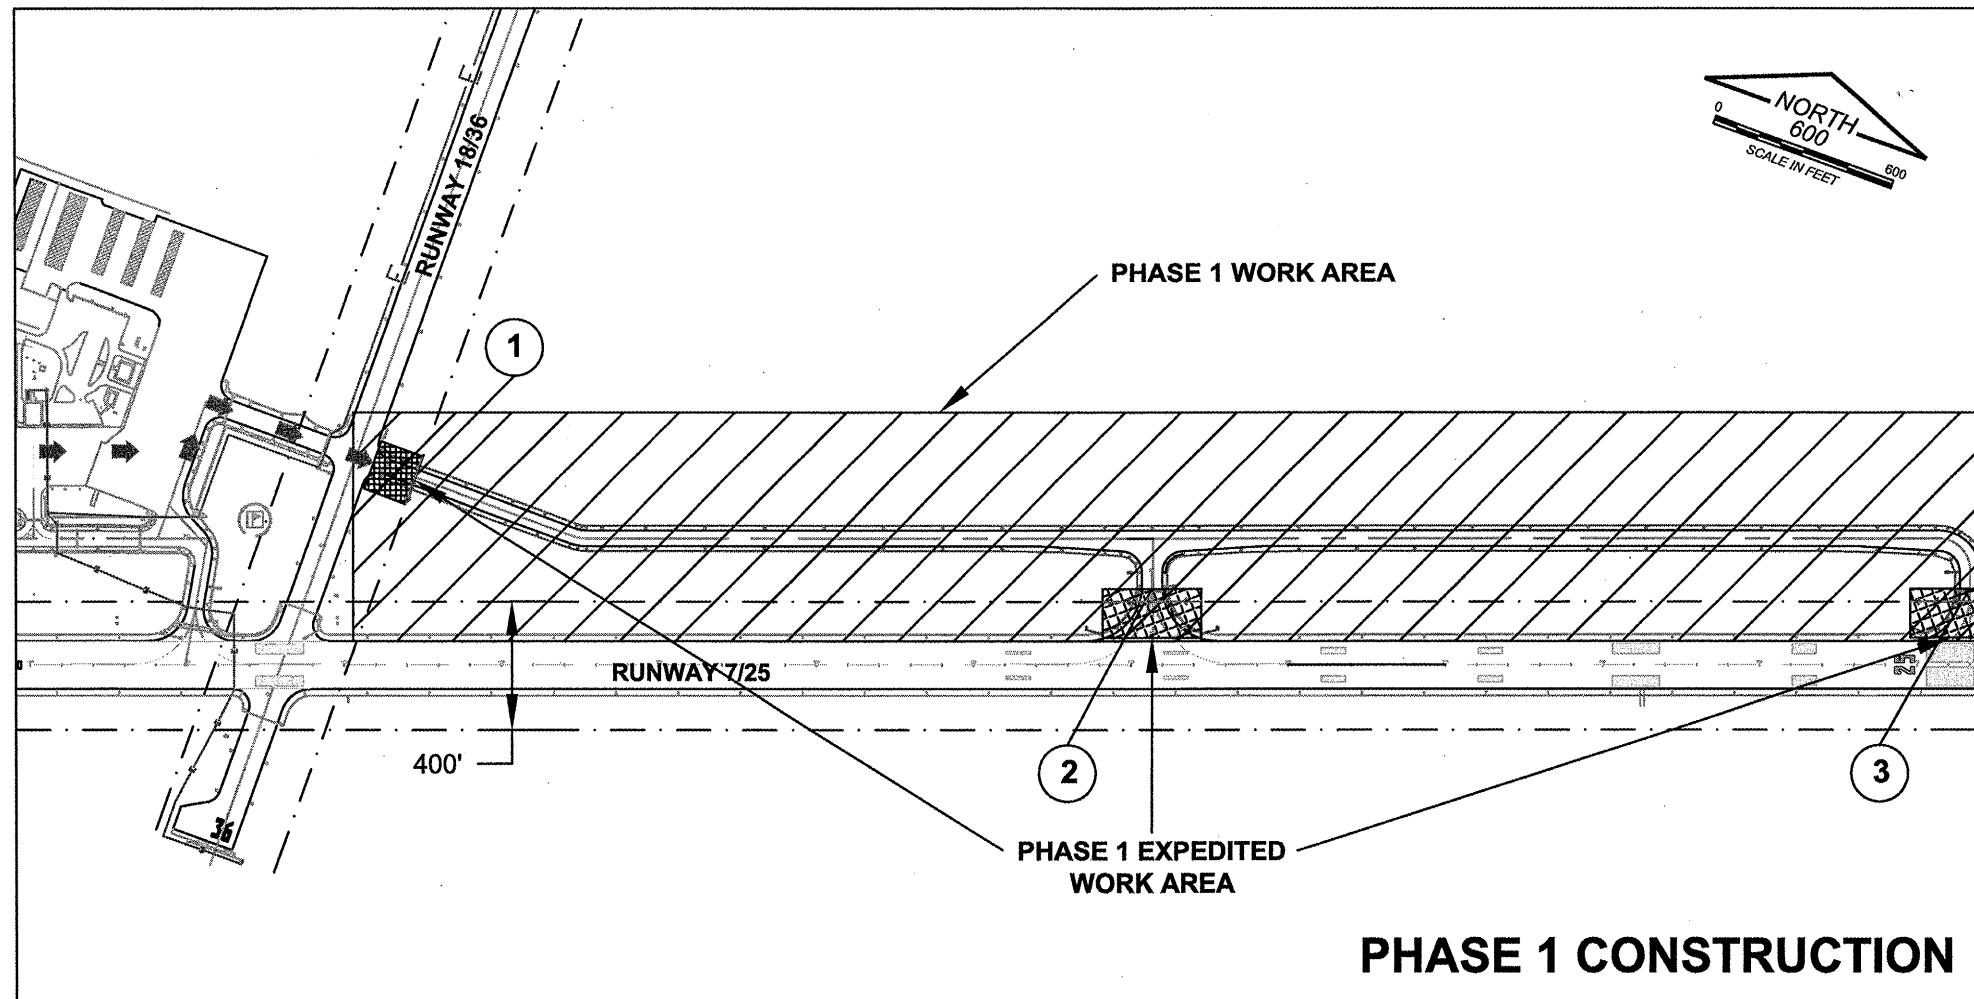 NORTH
0
600
600
SCALE IN FEET
RUNWAY 18/36
PHASE 1 WORK AREA
1
RUNWAY 7/25
25
400'
2
3
PHASE 1 EXPEDITED
WORK AREA
36
PHASE 1 CONSTRUCTION